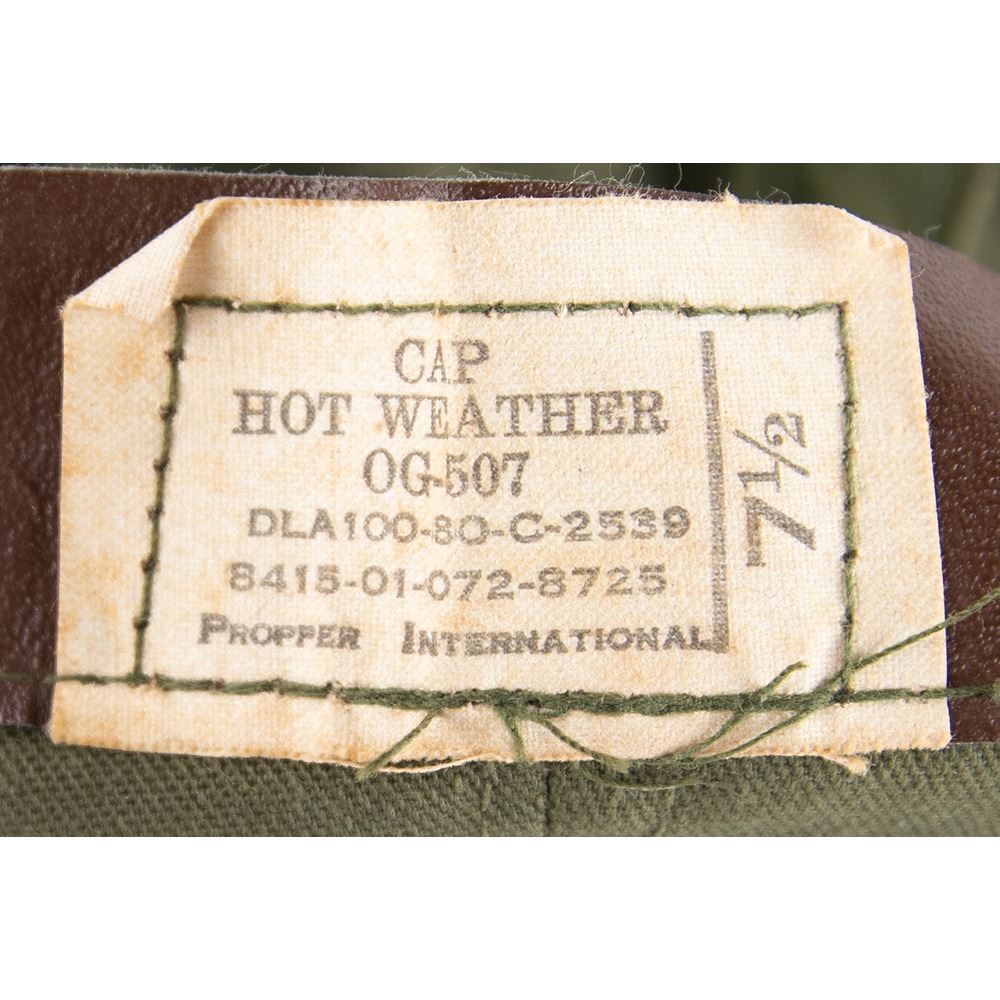 CAP
HOT WEATHER
OG-507
DLA100-80-C-2539
8415-01-072-8725
PROPPER INTERNATIONAL
7½